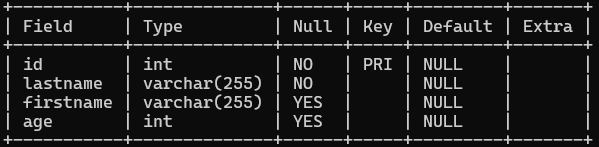 Field | Type | Null | Key | Default | Extra
id | int | NO | PRI | NULL |
lastname | varchar(255) | NO | | NULL |
firstname | varchar(255) | YES | | NULL |
age | int | YES | | NULL |